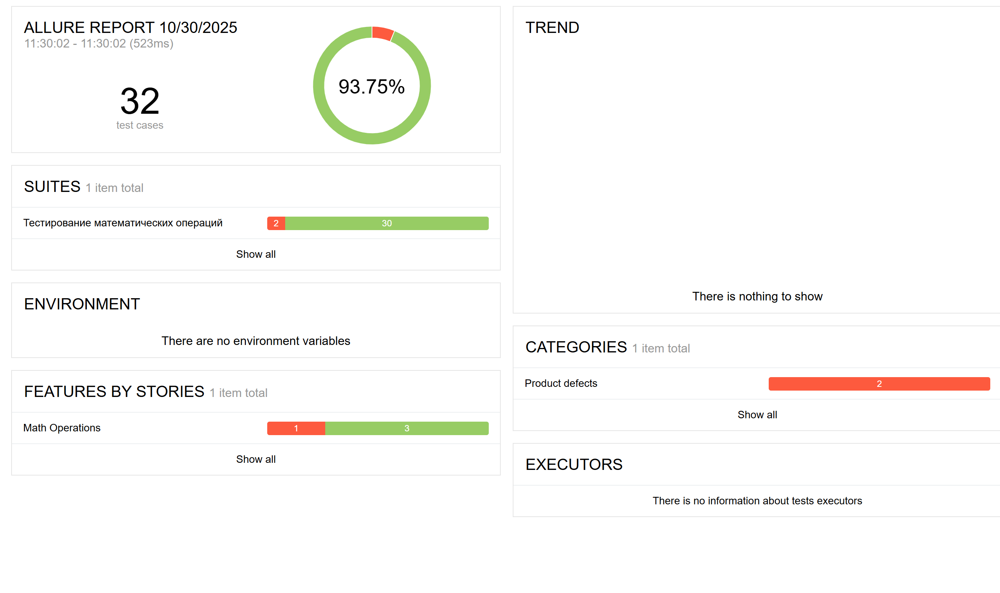 ALLURE REPORT 10/30/2025
11:30:02 - 11:30:02 (523ms)
32
test cases
93.75%
SUITES 1 item total
Тестирование математических операций 2 30
Show all
ENVIRONMENT
There are no environment variables
FEATURES BY STORIES 1 item total
Math Operations 1 3
Show all
TREND
There is nothing to show
CATEGORIES 1 item total
Product defects 2
Show all
EXECUTORS
There is no information about tests executors